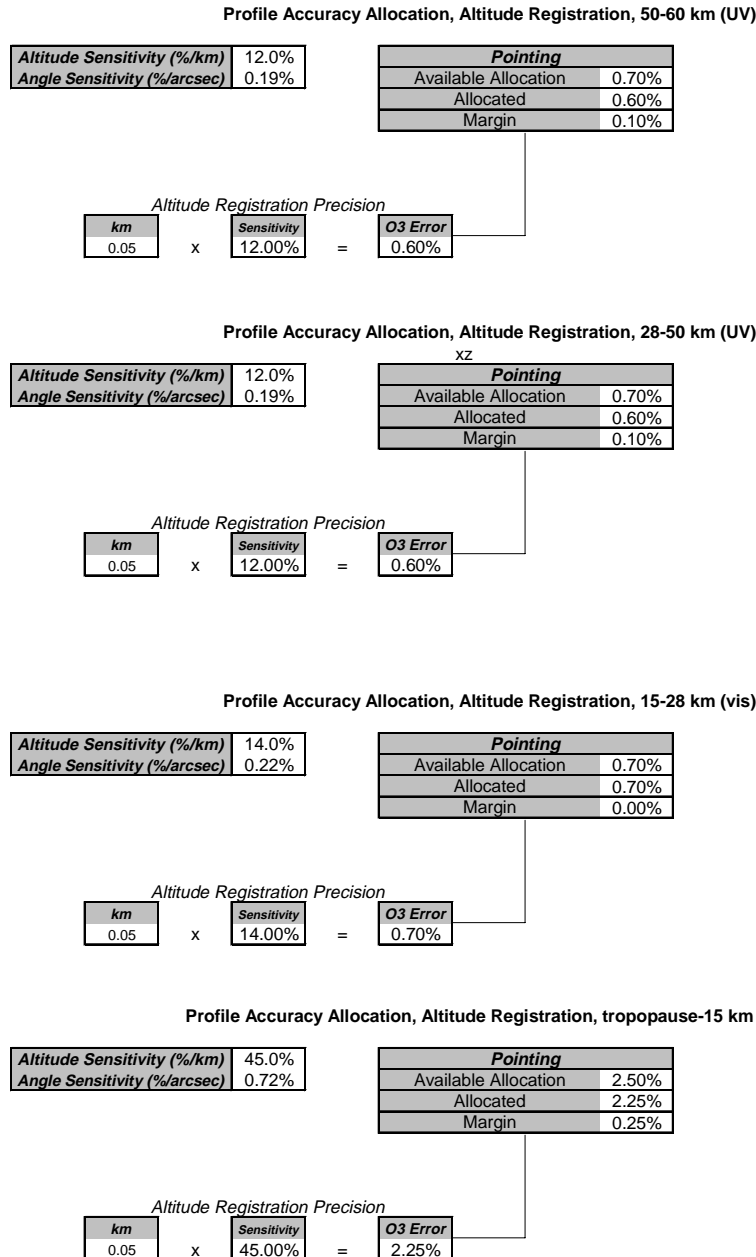 Profile Accuracy Allocation, Altitude Registration, 50-60 km (UV)
Altitude Sensitivity (%/km) 12.0% Pointing
Angle Sensitivity (%/arcsec) 0.19% Available Allocation 0.70%
Allocated 0.60%
Margin 0.10%
Altitude Registration Precision
km Sensitivity O3 Error
0.05 x 12.00% = 0.60%
Profile Accuracy Allocation, Altitude Registration, 28-50 km (UV)
xz
Altitude Sensitivity (%/km) 12.0% Pointing
Angle Sensitivity (%/arcsec) 0.19% Available Allocation 0.70%
Allocated 0.60%
Margin 0.10%
Altitude Registration Precision
km Sensitivity O3 Error
0.05 x 12.00% = 0.60%
Profile Accuracy Allocation, Altitude Registration, 15-28 km (vis)
Altitude Sensitivity (%/km) 14.0% Pointing
Angle Sensitivity (%/arcsec) 0.22% Available Allocation 0.70%
Allocated 0.70%
Margin 0.00%
Altitude Registration Precision
km Sensitivity O3 Error
0.05 x 14.00% = 0.70%
Profile Accuracy Allocation, Altitude Registration, tropopause-15 km
Altitude Sensitivity (%/km) 45.0% Pointing
Angle Sensitivity (%/arcsec) 0.72% Available Allocation 2.50%
Allocated 2.25%
Margin 0.25%
Altitude Registration Precision
km Sensitivity O3 Error
0.05 x 45.00% = 2.25%